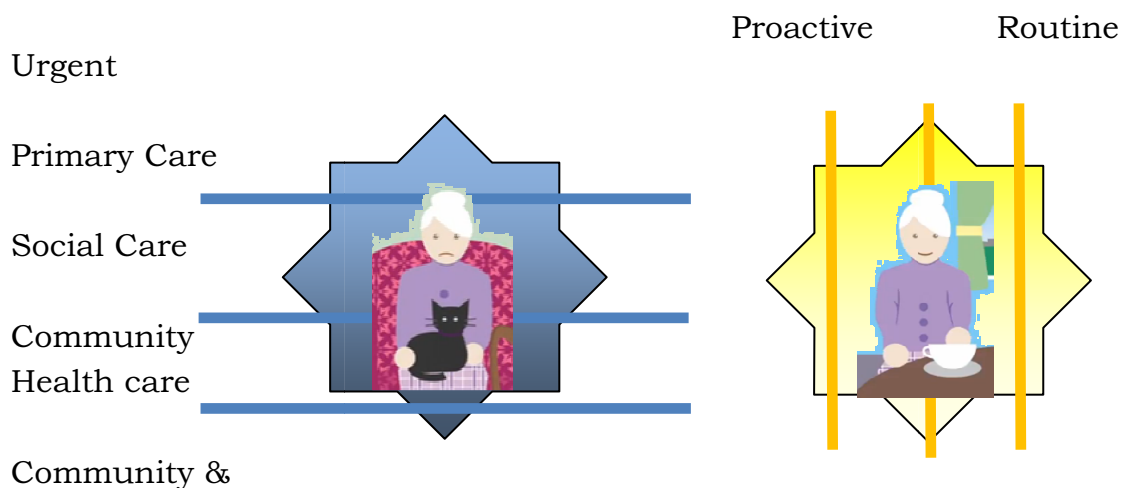 Proactive Routine
Urgent
Primary Care
Social Care
Community
Health care
Community &